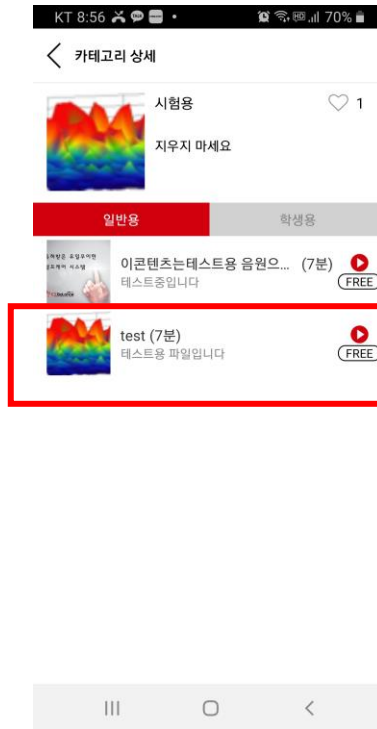 KT 8:56
70%
카테고리 상세
시험용
1
지우지 마세요
일반용
학생용
이콘텐츠는테스트용 음원으... (7분)
FREE
테스트중입니다
test (7분)
FREE
테스트용 파일입니다